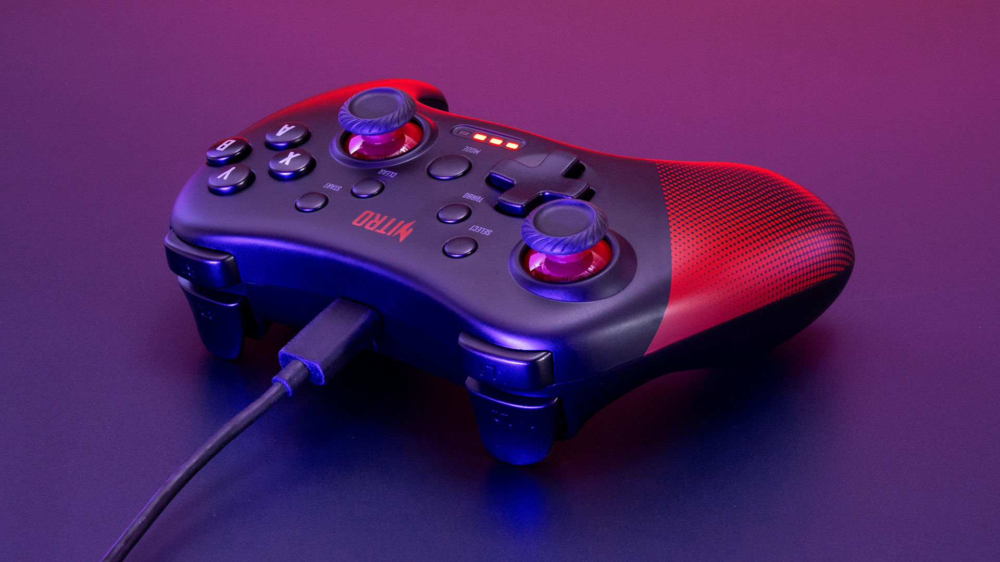 A
B
X
Y
MODE
CLEAR
START
TURBO
SELECT
NITRO